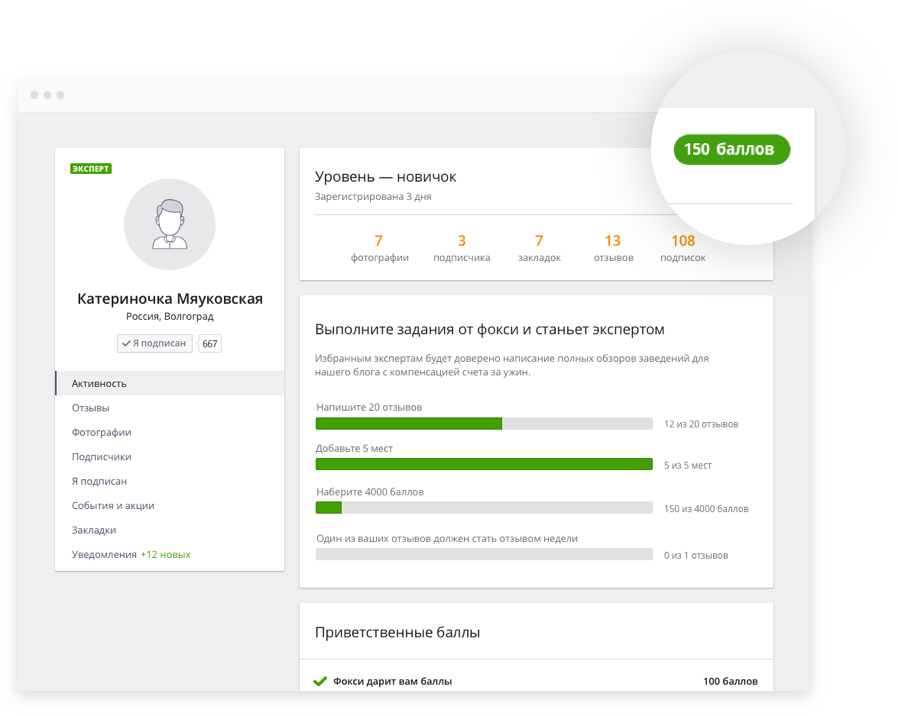 150 баллов
ЭКСПЕРТ
Катериночка Мяуковская
Россия, Волгоград
Я подписан 667
Активность
Отзывы
Фотографии
Подписчики
Я подписан
События и акции
Закладки
Уведомления +12 новых
Уровень — новичок
Зарегистрирована 3 дня
7 3 7 13 108
фотографии подписчика закладок отзывов подписок
Выполните задания от фокси и станьет экспертом
Избранным экспертам будет доверено написание полных обзоров заведений для
нашего блога с компенсацией счета за ужин.
Напишите 20 отзывов
12 из 20 отзывов
Добавьте 5 мест
5 из 5 мест
Наберите 4000 баллов
150 из 4000 баллов
Один из ваших отзывов должен стать отзывом недели
0 из 1 отзывов
Приветственные баллы
Фокси дарит вам баллы 100 баллов